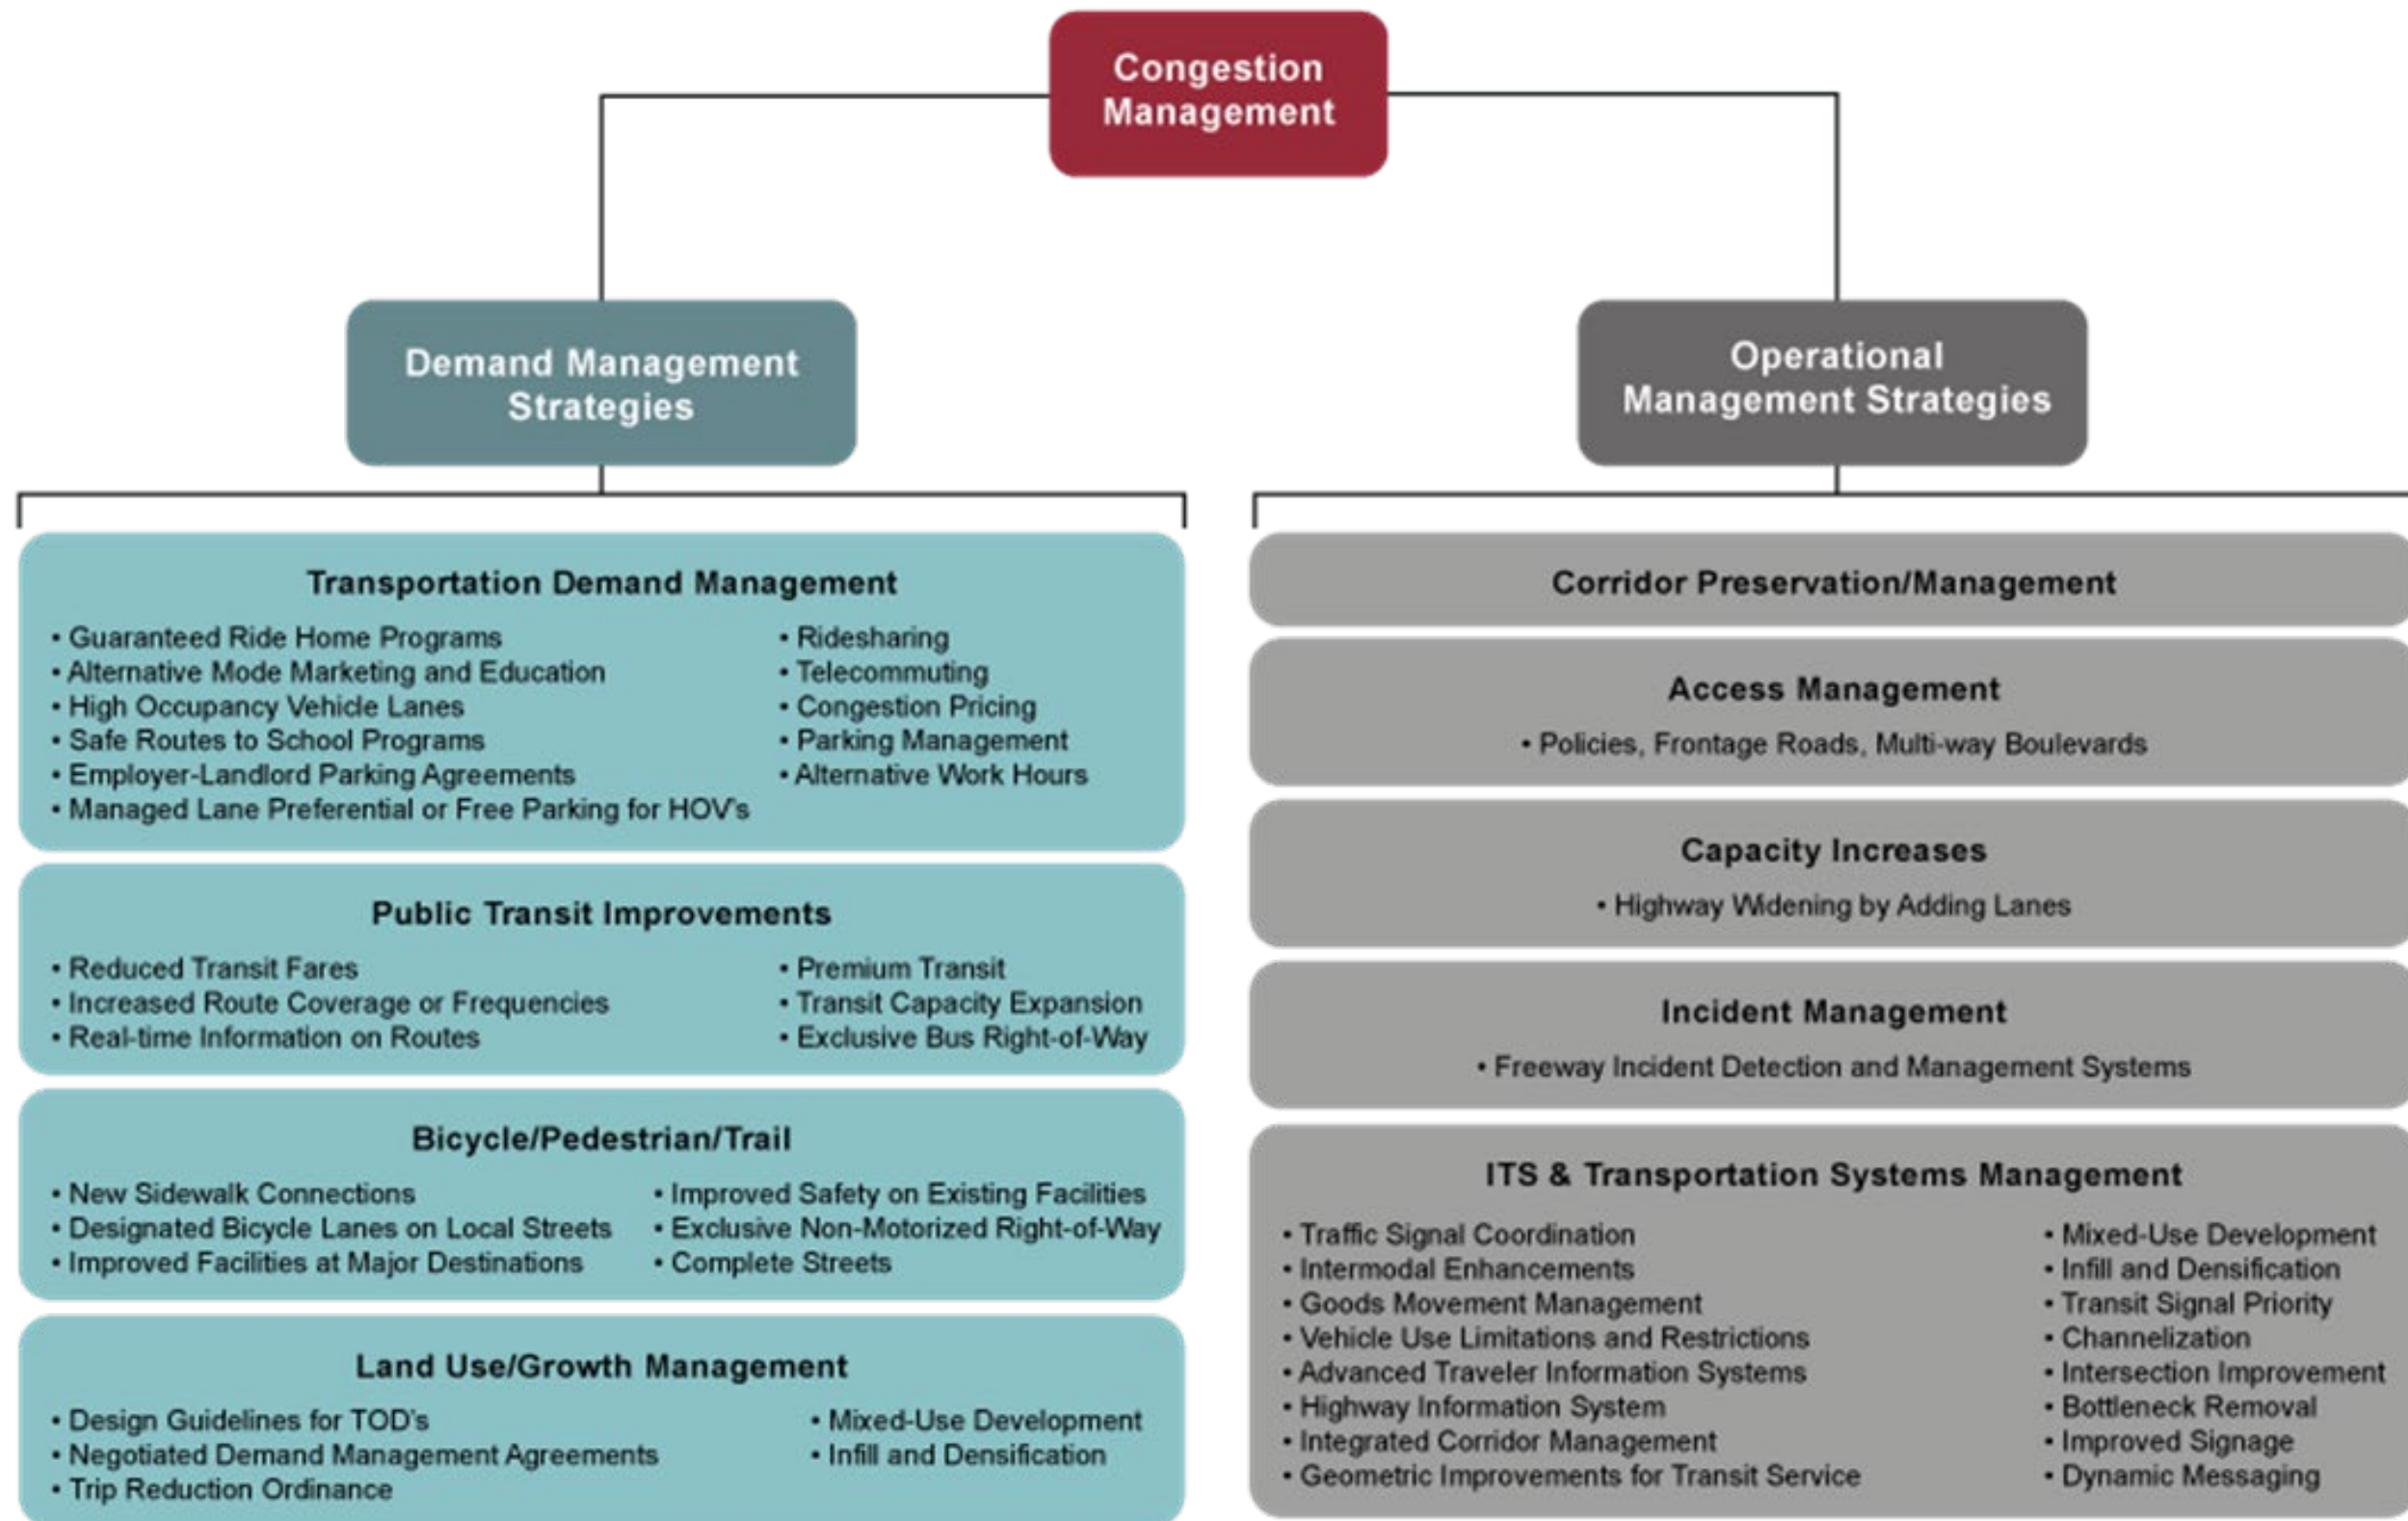 Congestion
Management
Demand Management
Strategies
Operational
Management Strategies
Transportation Demand Management
• Guaranteed Ride Home Programs
• Alternative Mode Marketing and Education
• High Occupancy Vehicle Lanes
• Safe Routes to School Programs
• Employer-Landlord Parking Agreements
• Managed Lane Preferential or Free Parking for HOV's
• Ridesharing
• Telecommuting
• Congestion Pricing
• Parking Management
• Alternative Work Hours
Public Transit Improvements
• Reduced Transit Fares
• Increased Route Coverage or Frequencies
• Real-time Information on Routes
• Premium Transit
• Transit Capacity Expansion
• Exclusive Bus Right-of-Way
Bicycle/Pedestrian/Trail
• New Sidewalk Connections
• Designated Bicycle Lanes on Local Streets
• Improved Facilities at Major Destinations
• Improved Safety on Existing Facilities
• Exclusive Non-Motorized Right-of-Way
• Complete Streets
Land Use/Growth Management
• Design Guidelines for TOD's
• Negotiated Demand Management Agreements
• Trip Reduction Ordinance
• Mixed-Use Development
• Infill and Densification
Corridor Preservation/Management
Access Management
• Policies, Frontage Roads, Multi-way Boulevards
Capacity Increases
• Highway Widening by Adding Lanes
Incident Management
• Freeway Incident Detection and Management Systems
ITS & Transportation Systems Management
• Traffic Signal Coordination
• Intermodal Enhancements
• Goods Movement Management
• Vehicle Use Limitations and Restrictions
• Advanced Traveler Information Systems
• Highway Information System
• Integrated Corridor Management
• Geometric Improvements for Transit Service
• Mixed-Use Development
• Infill and Densification
• Transit Signal Priority
• Channelization
• Intersection Improvement
• Bottleneck Removal
• Improved Signage
• Dynamic Messaging